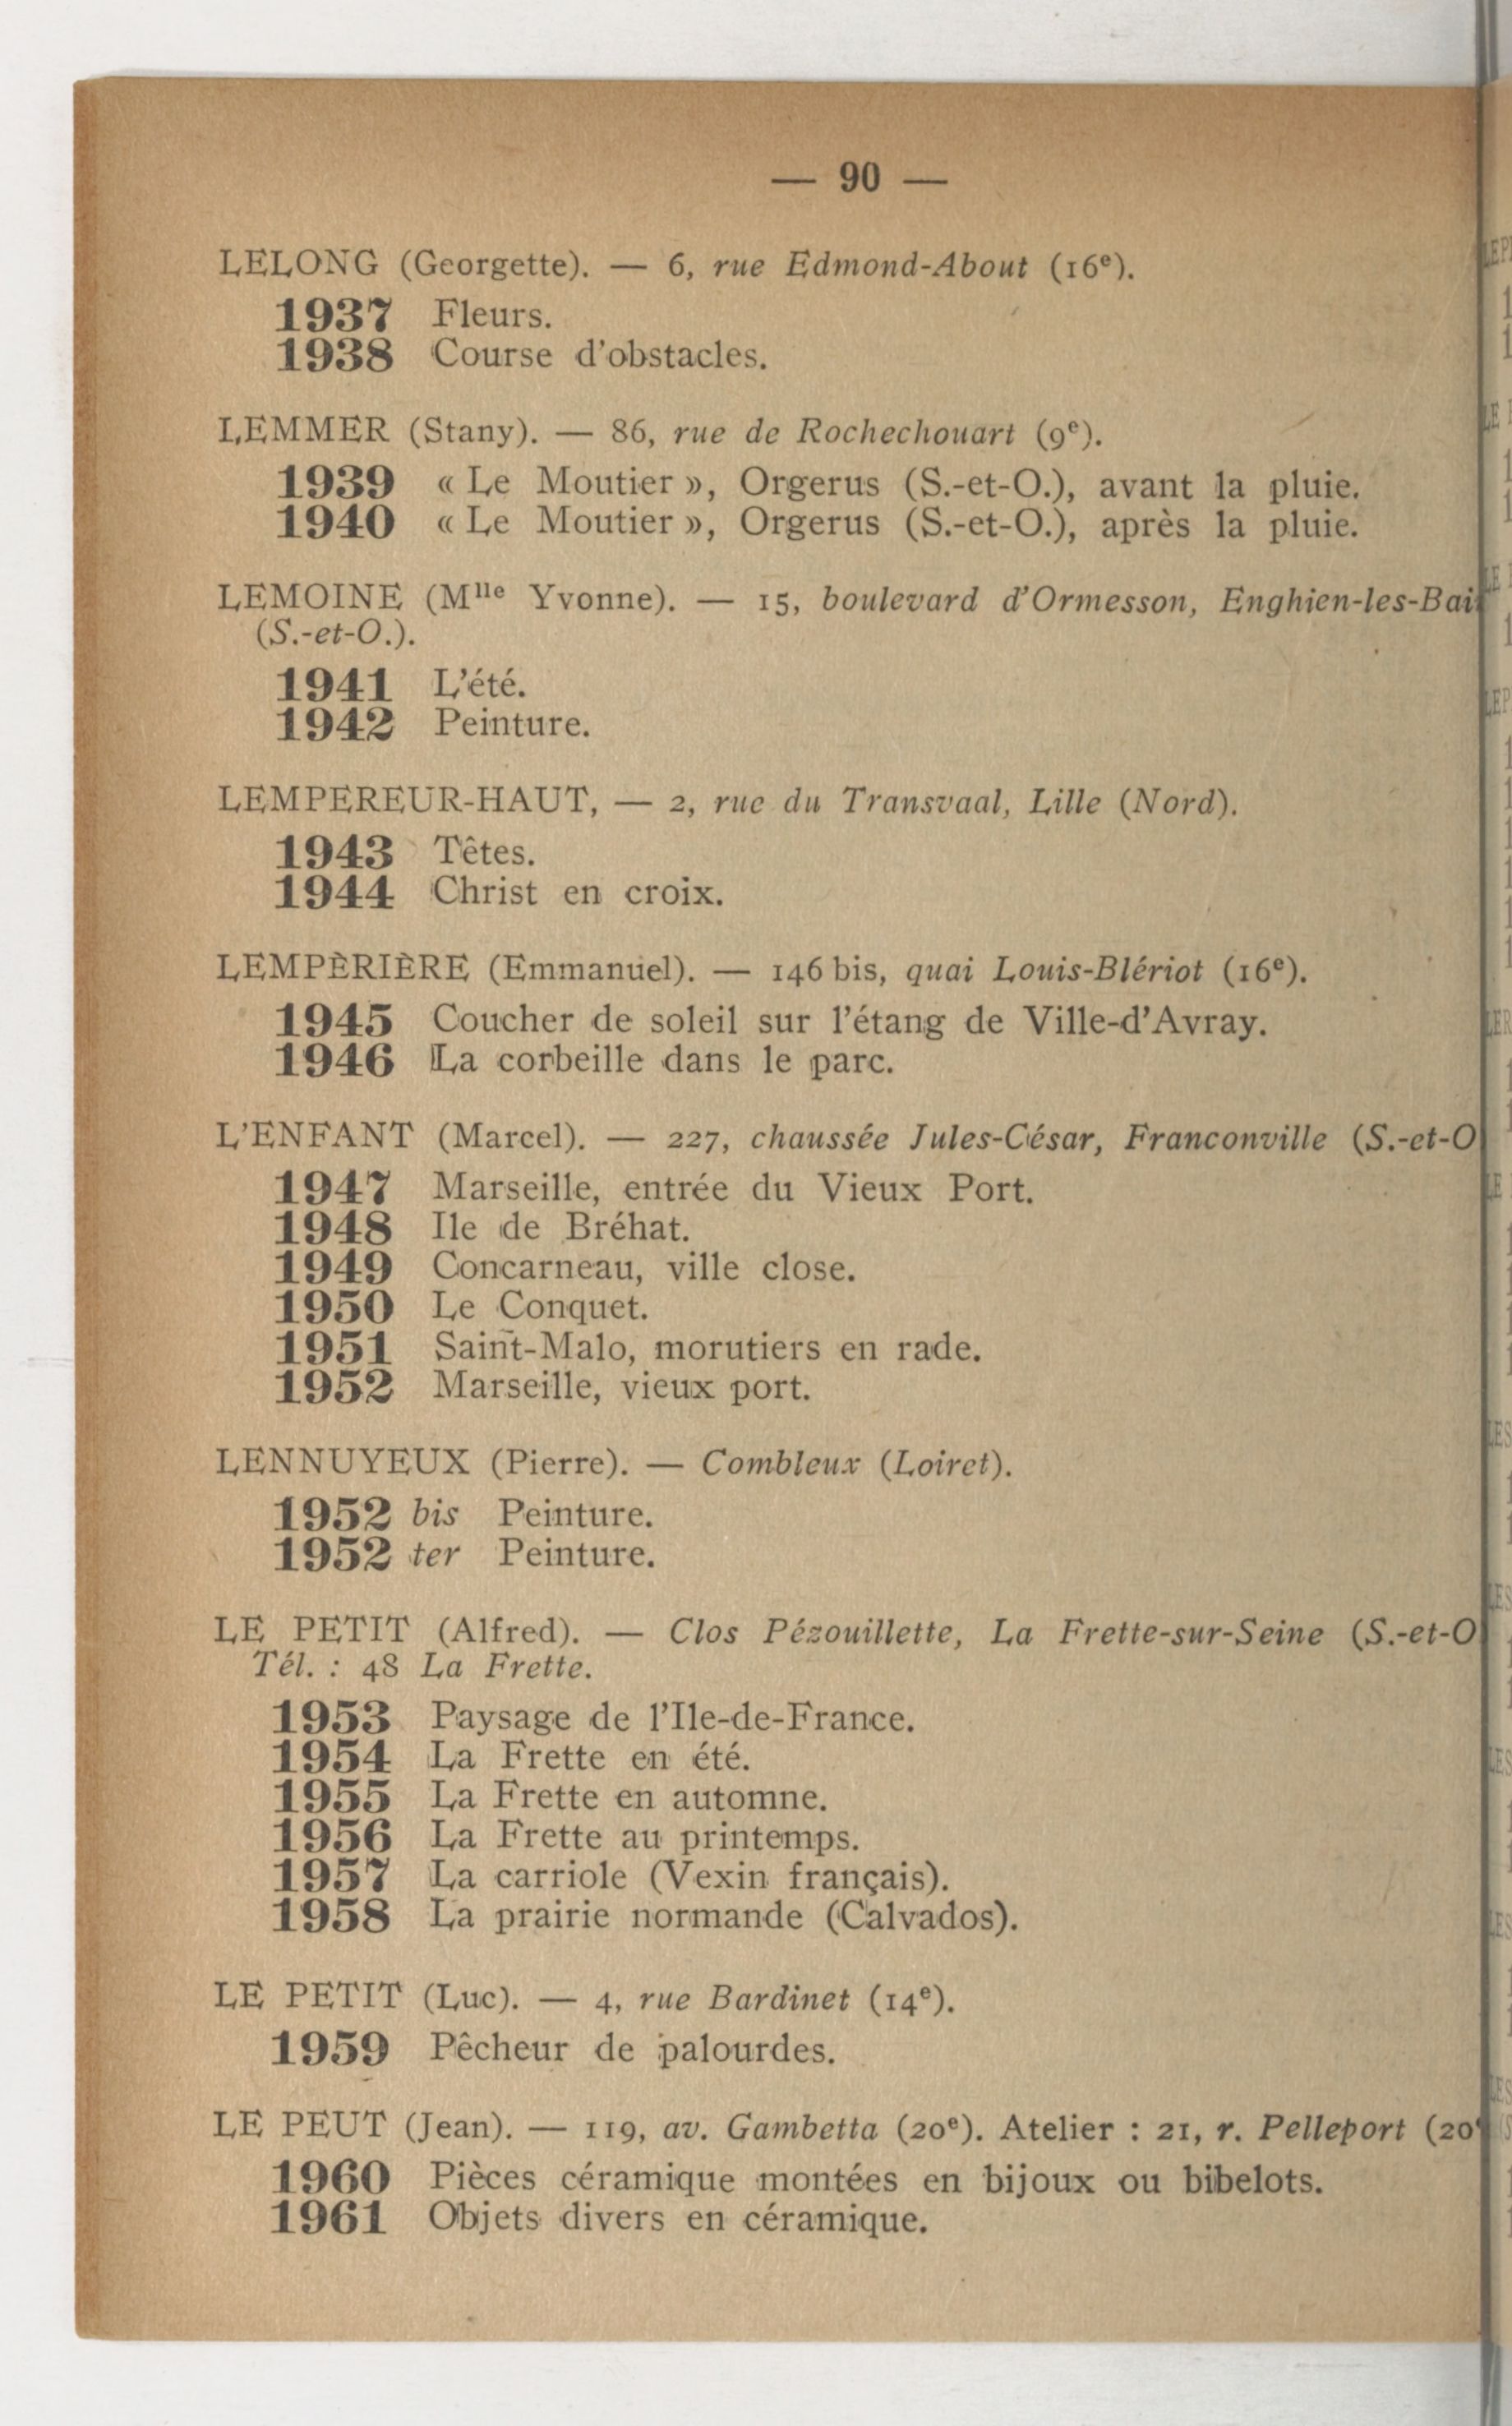 — 90 —
LELONG (Georgette). — 6, rue Edmond-About (16e).
1937 Fleurs.
1938 Course d'obstacles.
LEMMER (Stany). — 86, rue de Rochechouart (9e).
1939 « Le Moutier », Orgerus (S.-et-O.), avant la pluie.
1940 « Le Moutier », Orgerus (S.-et-O.), après la pluie.
LEMOINE (Mlle Yvonne). — 15, boulevard d'Ormesson, Enghien-les-Bai
(S.-et-O.).
1941 L'été.
1942 Peinture.
LEMPEREUR-HAUT, — 2, rue du Transvaal, Lille (Nord).
1943 Têtes.
1944 Christ en croix.
LEMPÈRIÈRE (Emmanuel). — 146 bis, quai Louis-Blériot (16e).
1945 Coucher de soleil sur l'étang de Ville-d'Avray.
1946 La corbeille dans le parc.
L'ENFANT (Marcel). — 227, chaussée Jules-César, Franconville (S.-et-O
1947 Marseille, entrée du Vieux Port.
1948 Ile de Bréhat.
1949 Concarneau, ville close.
1950 Le Conquet.
1951 Saint-Malo, morutiers en rade.
1952 Marseille, vieux port.
LENNUYEUX (Pierre). — Combleux (Loiret).
1952 bis Peinture.
1952 ter Peinture.
LE PETIT (Alfred). — Clos Pézouillette, La Frette-sur-Seine (S.-et-O
Tél. : 48 La Frette.
1953 Paysage de l'Ile-de-France.
1954 La Frette en été.
1955 La Frette en automne.
1956 La Frette au printemps.
1957 La carriole (Vexin français).
1958 La prairie normande (Calvados).
LE PETIT (Luc). — 4, rue Bardinet (14e).
1959 Pêcheur de palourdes.
LE PEUT (Jean). — 119, av. Gambetta (20e). Atelier : 21, r. Pelleport (20e
1960 Pièces céramique montées en bijoux ou bibelots.
1961 Objets divers en céramique.